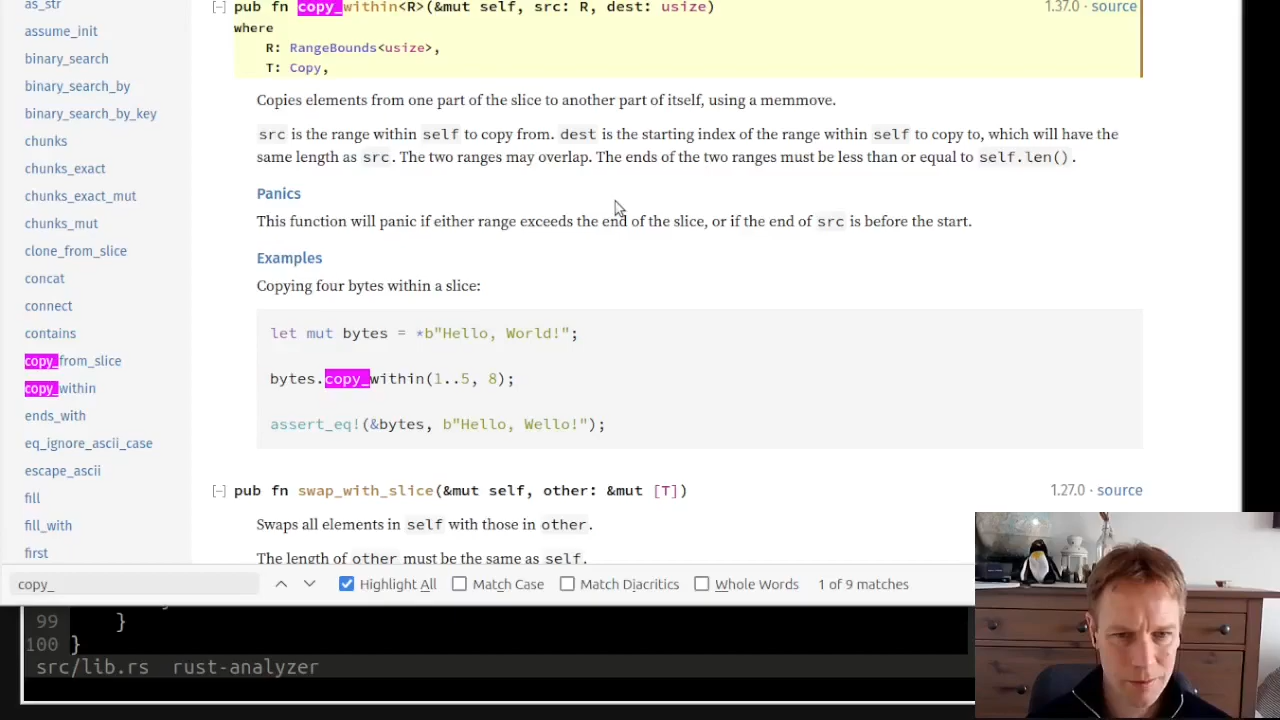 as_str
assume_init
binary_search
binary_search_by
binary_search_by_key
chunks
chunks_exact
chunks_exact_mut
chunks_mut
clone_from_slice
concat
connect
contains
copy_from_slice
copy_within
ends_with
eq_ignore_ascii_case
escape_ascii
fill
fill_with
first
[-] pub fn copy_within<R>(&mut self, src: R, dest: usize) 1.37.0 · source
where
R: RangeBounds<usize>,
T: Copy,
Copies elements from one part of the slice to another part of itself, using a memmove.
src is the range within self to copy from. dest is the starting index of the range within self to copy to, which will have the
same length as src. The two ranges may overlap. The ends of the two ranges must be less than or equal to self.len().
Panics
This function will panic if either range exceeds the end of the slice, or if the end of src is before the start.
Examples
Copying four bytes within a slice:
let mut bytes = *b"Hello, World!";
bytes.copy_within(1..5, 8);
assert_eq!(&bytes, b"Hello, Wello!");
[-] pub fn swap_with_slice(&mut self, other: &mut [T]) 1.27.0 · source
Swaps all elements in self with those in other.
The length of other must be the same as self.
copy_ Highlight All Match Case Match Diacritics Whole Words 1 of 9 matches
99 }
100 }
src/lib.rs rust-analyzer